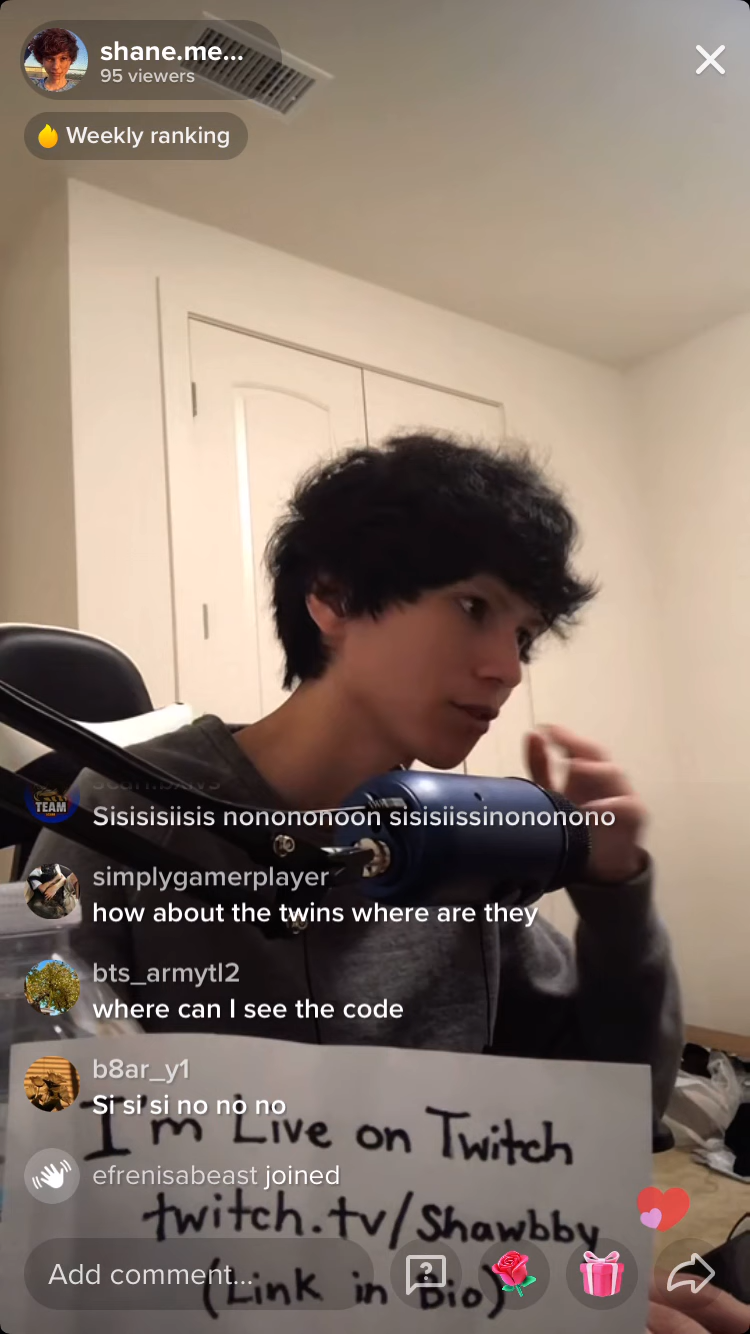 shane.me...
95 viewers
Weekly ranking
TEAM
Sisisisiisis nonononoon sisisiissinononono
simplygamerplayer
how about the twins where are they
bts_armytl2
where can I see the code
b8ar_y1
Si si si no no no
I'm Live on Twitch
efrenisabeast joined
twitch.tv/Shawbby
Add comment...
(Link in Bio)